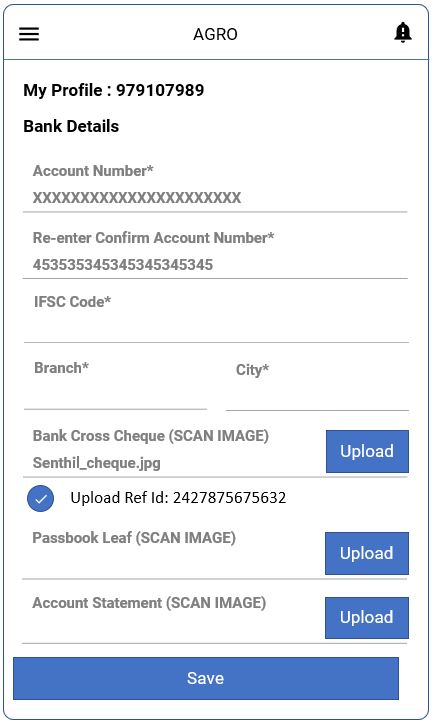 AGRO
My Profile : 979107989
Bank Details
Account Number*
XXXXXXXXXXXXXXXXXXXXXX
Re-enter Confirm Account Number*
453535345345345345345
IFSC Code*
Branch*
City*
Bank Cross Cheque (SCAN IMAGE)
Senthil_cheque.jpg
Upload
Upload Ref Id: 2427875675632
Passbook Leaf (SCAN IMAGE)
Upload
Account Statement (SCAN IMAGE)
Upload
Save